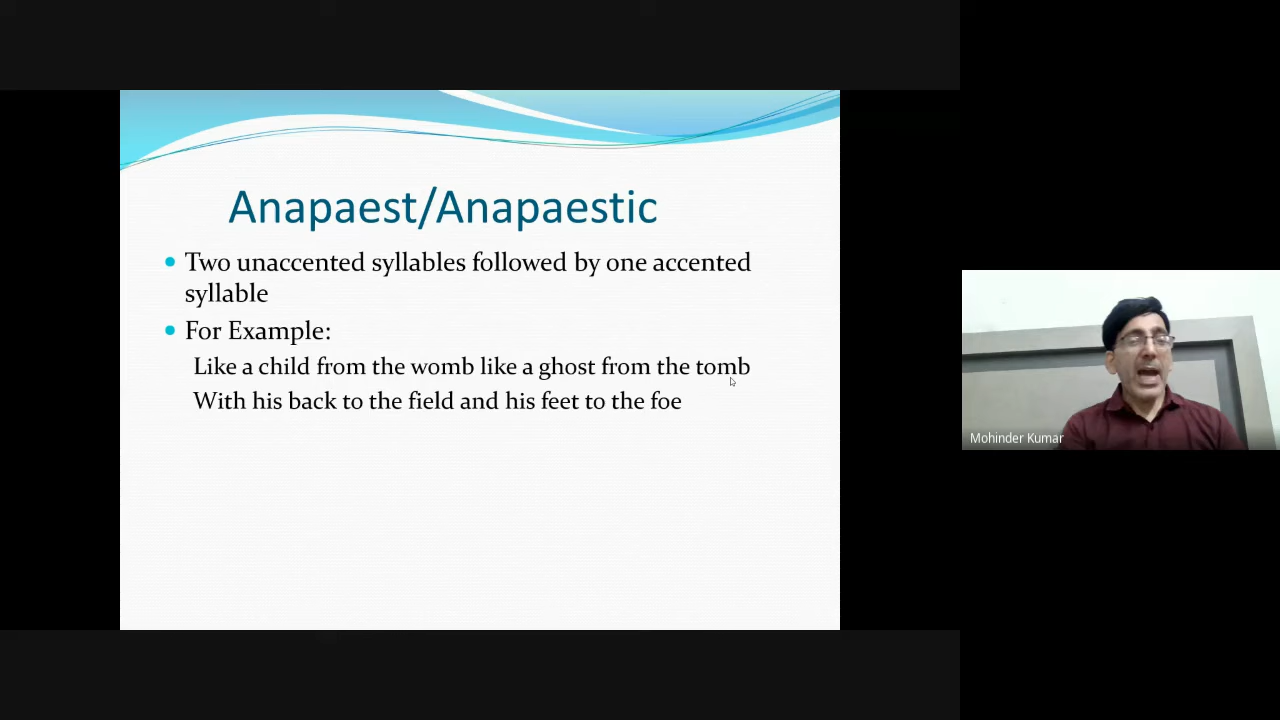 Anapaest/Anapaestic
Two unaccented syllables followed by one accented
syllable
For Example:
Like a child from the womb like a ghost from the tomb
With his back to the field and his feet to the foe
Mohinder Kumar